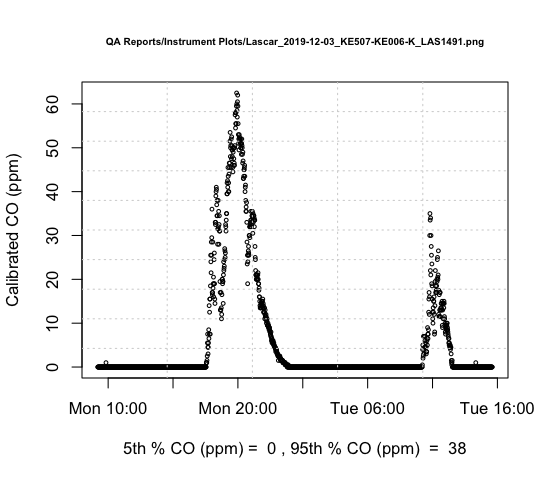 QA Reports/Instrument Plots/Lascar_2019-12-03_KE507-KE006-K_LAS1491.png
Calibrated CO (ppm)
60
50
40
30
20
10
0
Mon 10:00 Mon 20:00 Tue 06:00 Tue 16:00
5th % CO (ppm) = 0 , 95th % CO (ppm) = 38